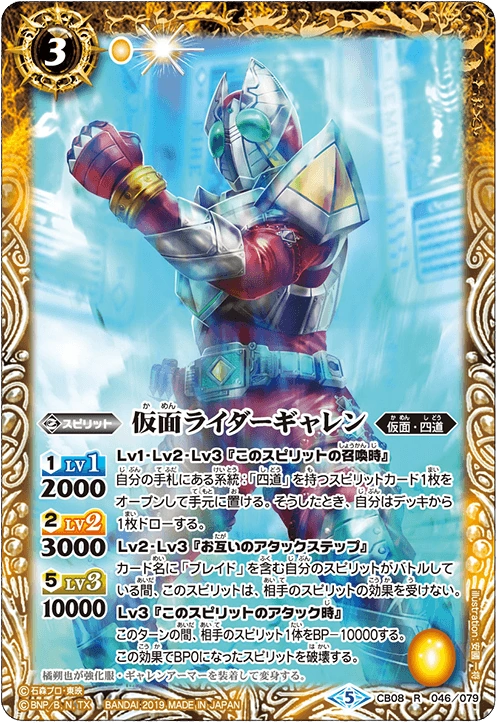 3
仮面ライダーギャレン
スピリット
仮面・四道
1 LV1 2000
Lv1・Lv2・Lv3『このスピリットの召喚時』
自分の手札にある系統:「四道」を持つスピリットカード1枚を
オープンして手元に置ける。そうしたとき、自分はデッキから
1枚ドローする。
2 LV2 3000
Lv2・Lv3『お互いのアタックステップ』
カード名に「ブレイド」を含む自分のスピリットがバトルして
いる間、このスピリットは、相手のスピリットの効果を受けない。
5 LV3 10000
Lv3『このスピリットのアタック時』
このターンの間、相手のスピリット1体をBP-10000する。
この効果でBP0になったスピリットを破壊する。
橘朔也が強化服・ギャレンアーマーを装着して変身する。
©石森プロ・東映
©BNP/B, N, TX BANDAI・2019 MADE IN JAPAN
5 CB08 R 046/079